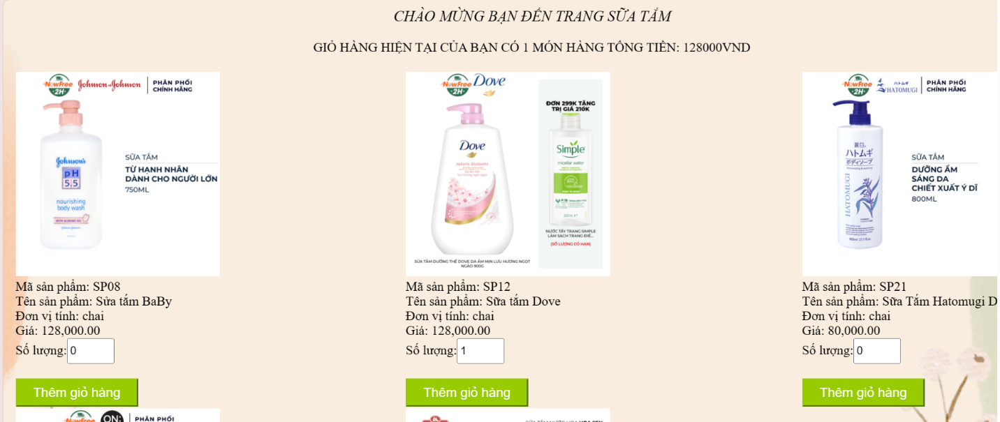 CHÀO MỪNG BẠN ĐẾN TRANG SỮA TẮM
GIỎ HÀNG HIỆN TẠI CỦA BẠN CÓ 1 MÓN HÀNG TỔNG TIỀN: 128000VND
NowFree
2H
Johnson & Johnson
PHÂN PHỐI
CHÍNH HÃNG
Johnson's
pH
5.5
nourishing
body wash
WITH ALMOND OIL
SỮA TẮM
TỪ HẠNH NHÂN
DÀNH CHO NGƯỜI LỚN
750ML
Mã sản phẩm: SP08
Tên sản phẩm: Sửa tắm BaBy
Đơn vị tính: chai
Giá: 128,000.00
Số lượng: 0
Thêm giỏ hàng
NowFree
2H
Dove
ĐƠN 299K TẶNG
TRỊ GIÁ 210K
Dove
Simple
micellar water
NƯỚC TẨY TRANG SIMPLE
LÀM SẠCH TRANG ĐIỂ...
(SỐ LƯỢNG CÓ HẠN)
SỮA TẮM DƯỠNG THỂ DOVE DA ẨM MỊN LƯU HƯƠNG NGỌT
NGÀO 900G
Mã sản phẩm: SP12
Tên sản phẩm: Sữa tắm Dove
Đơn vị tính: chai
Giá: 128,000.00
Số lượng: 1
Thêm giỏ hàng
NowFree
2H
ハトムギ
HATOMUGI
PHÂN PHỐI
CHÍNH HÃNG
麗白
ハトムギ
ボディソープ
HATOMUGI
SỮA TẮM
DƯỠNG ẨM
SÁNG DA
CHIẾT XUẤT Ý DĨ
800ML
Mã sản phẩm: SP21
Tên sản phẩm: Sữa Tắm Hatomugi D
Đơn vị tính: chai
Giá: 80,000.00
Số lượng: 0
Thêm giỏ hàng
NowFree
ON:
PHÂN PHỐI